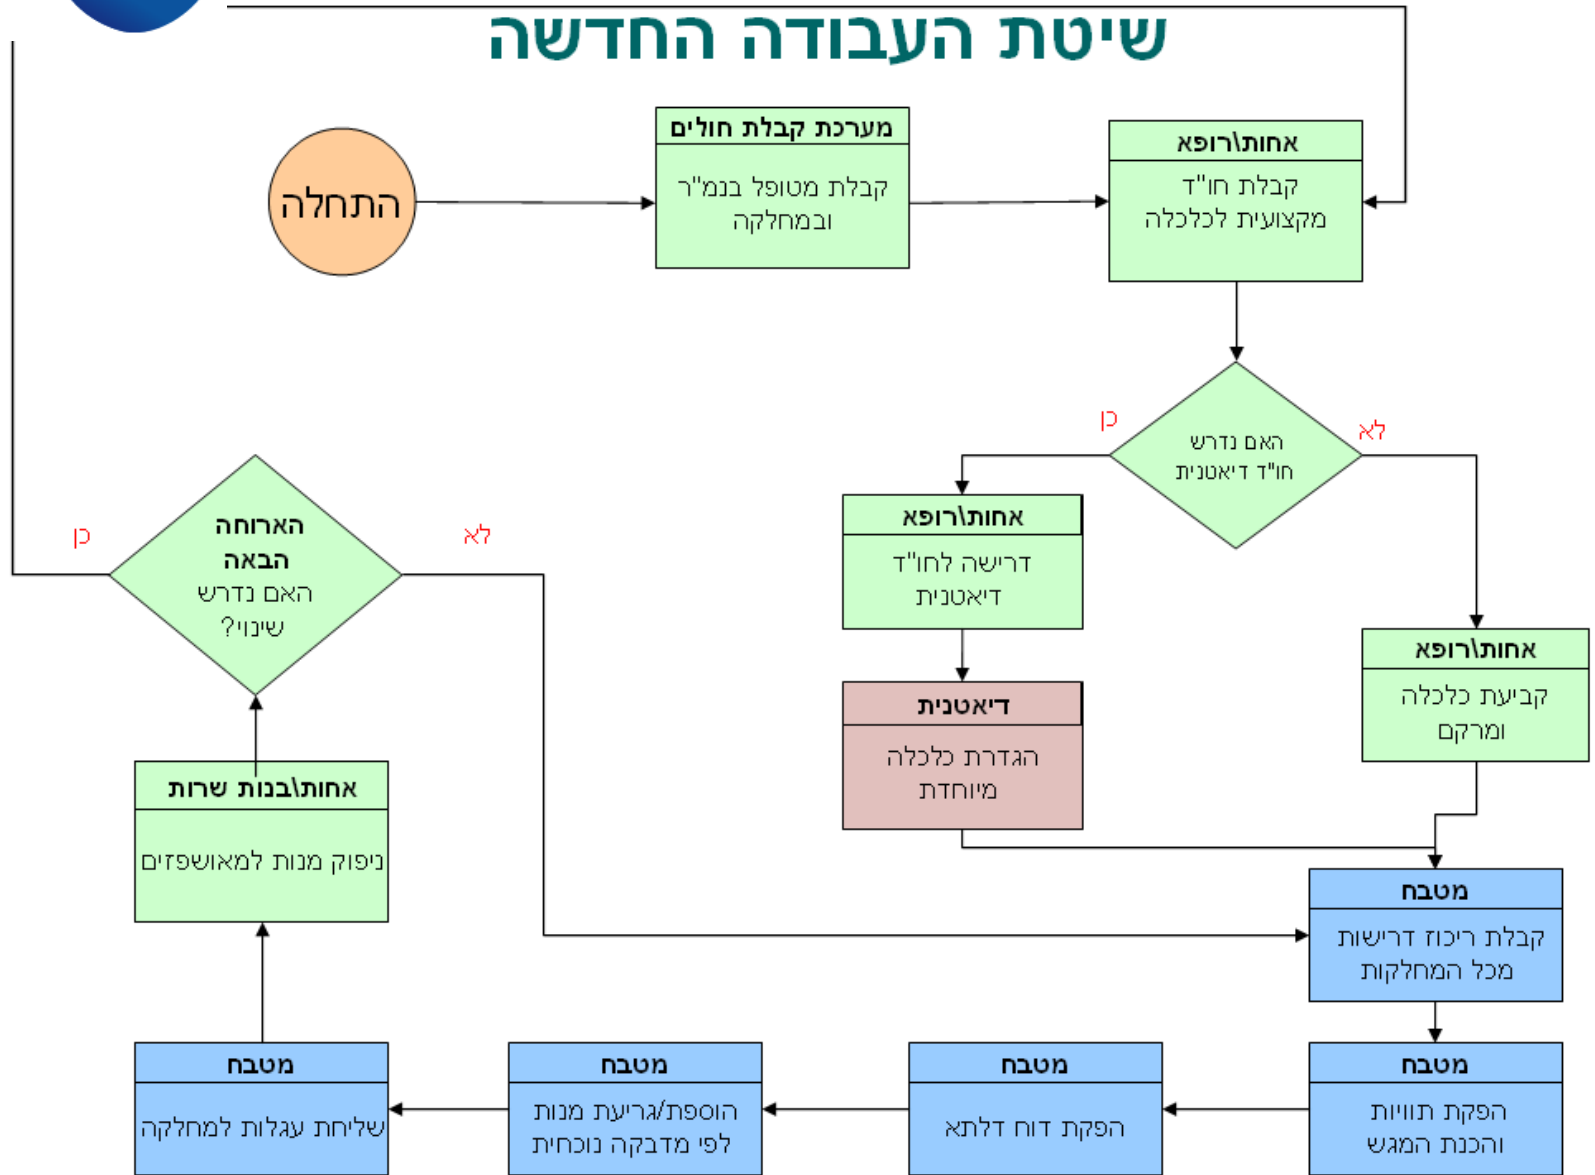 שיטת העבודה החדשה
התחלה
מערכת קבלת חולים
קבלת מטופל בנמ"ר
ובמחלקה
אחות\רופא
קבלת חו"ד
מקצועית לכלכלה
האם נדרש
חו"ד דיאטנית
כן
לא
אחות\רופא
דרישה לחו"ד
דיאטנית
דיאטנית
הגדרת כלכלה
מיוחדת
אחות\רופא
קביעת כלכלה
ומרקם
מטבח
קבלת ריכוז דרישות
מכל המחלקות
מטבח
הפקת תוויות
והכנת המגש
מטבח
הפקת דוח דלתא
מטבח
הוספת/גריעת מנות
לפי מדבקה נוכחית
מטבח
שליחת עגלות למחלקה
אחות\בנות שרות
ניפוק מנות למאושפזים
הארוחה
הבאה
האם נדרש
שינוי?
כן
לא